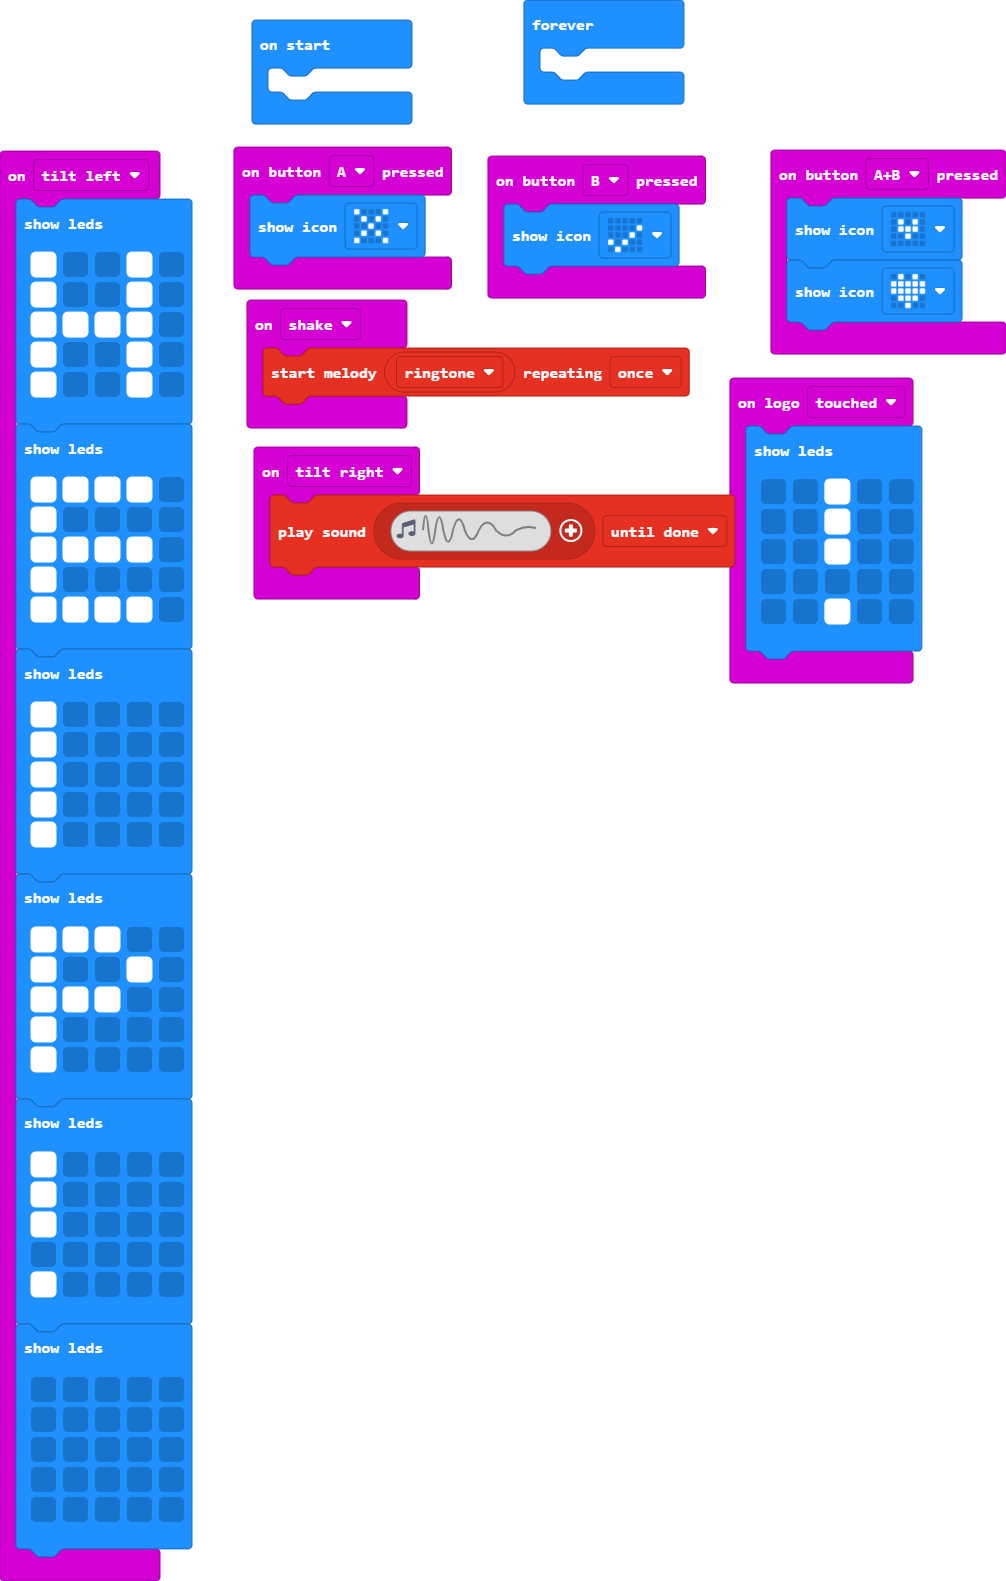 on start
forever
on tilt left
show leds
show leds
show leds
show leds
show leds
show leds
on button A pressed
show icon
on button B pressed
show icon
on button A+B pressed
show icon
show icon
on shake
start melody ringtone repeating once
on tilt right
play sound until done
on logo touched
show leds